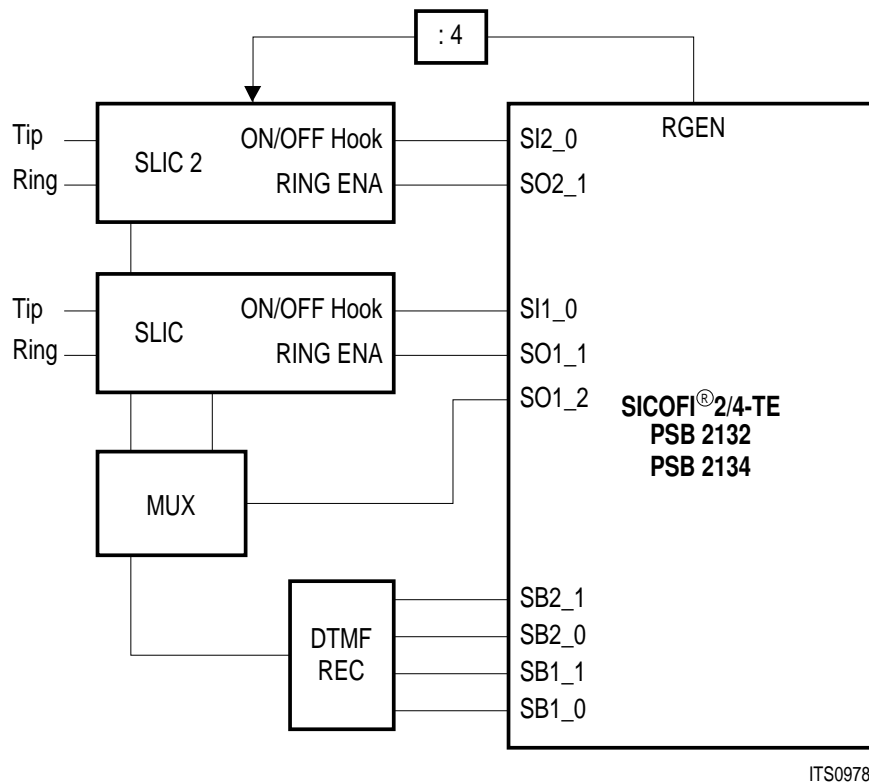 : 4
RGEN
Tip
ON/OFF Hook
SI2_0
SLIC 2
Ring
RING ENA
SO2_1
Tip
ON/OFF Hook
SI1_0
SLIC
Ring
RING ENA
SO1_1
SO1_2
SICOFI®2/4-TE
PSB 2132
PSB 2134
MUX
DTMF
REC
SB2_1
SB2_0
SB1_1
SB1_0
ITS0978